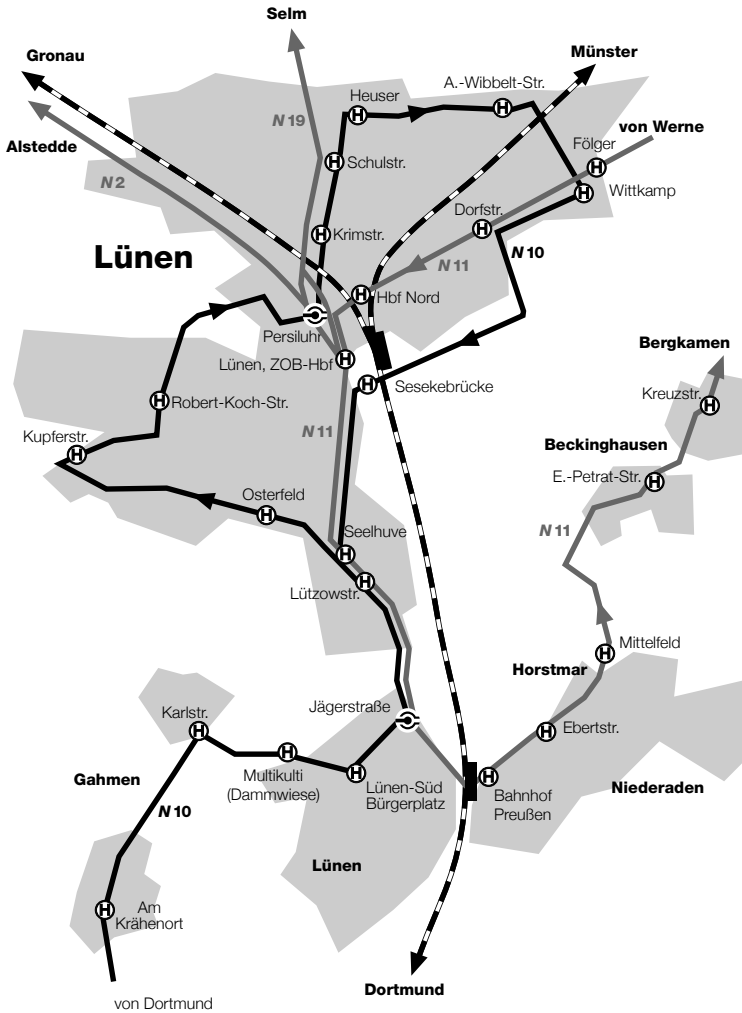 Selm
Gronau
Münster
A.-Wibbelt-Str.
Heuser
N 19
von Werne
Alstedde
Fölger
Schulstr.
N 2
Wittkamp
Dorfstr.
Krimstr.
N 10
Lünen
N 11
Hbf Nord
Persiluhr
Bergkamen
Lünen, ZOB-Hbf
Sesekebrücke
Kreuzstr.
Robert-Koch-Str.
N 11
Kupferstr.
Beckinghausen
E.-Petrat-Str.
Osterfeld
Seelhuve
N 11
Lützowstr.
Mittelfeld
Horstmar
Karlstr.
Jägerstraße
Ebertstr.
Gahmen
Multikulti
(Dammwiese)
Lünen-Süd
Bürgerplatz
Bahnhof
Preußen
Niederaden
N 10
Lünen
Am
Krähenort
Dortmund
von Dortmund